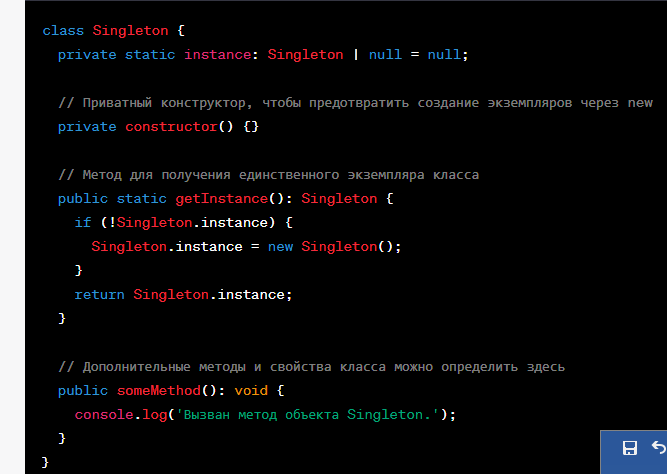 class Singleton {
  private static instance: Singleton | null = null;

  // Приватный конструктор, чтобы предотвратить создание экземпляров через new
  private constructor() {}

  // Метод для получения единственного экземпляра класса
  public static getInstance(): Singleton {
    if (!Singleton.instance) {
      Singleton.instance = new Singleton();
    }
    return Singleton.instance;
  }

  // Дополнительные методы и свойства класса можно определить здесь
  public someMethod(): void {
    console.log('Вызван метод объекта Singleton.');
  }
}